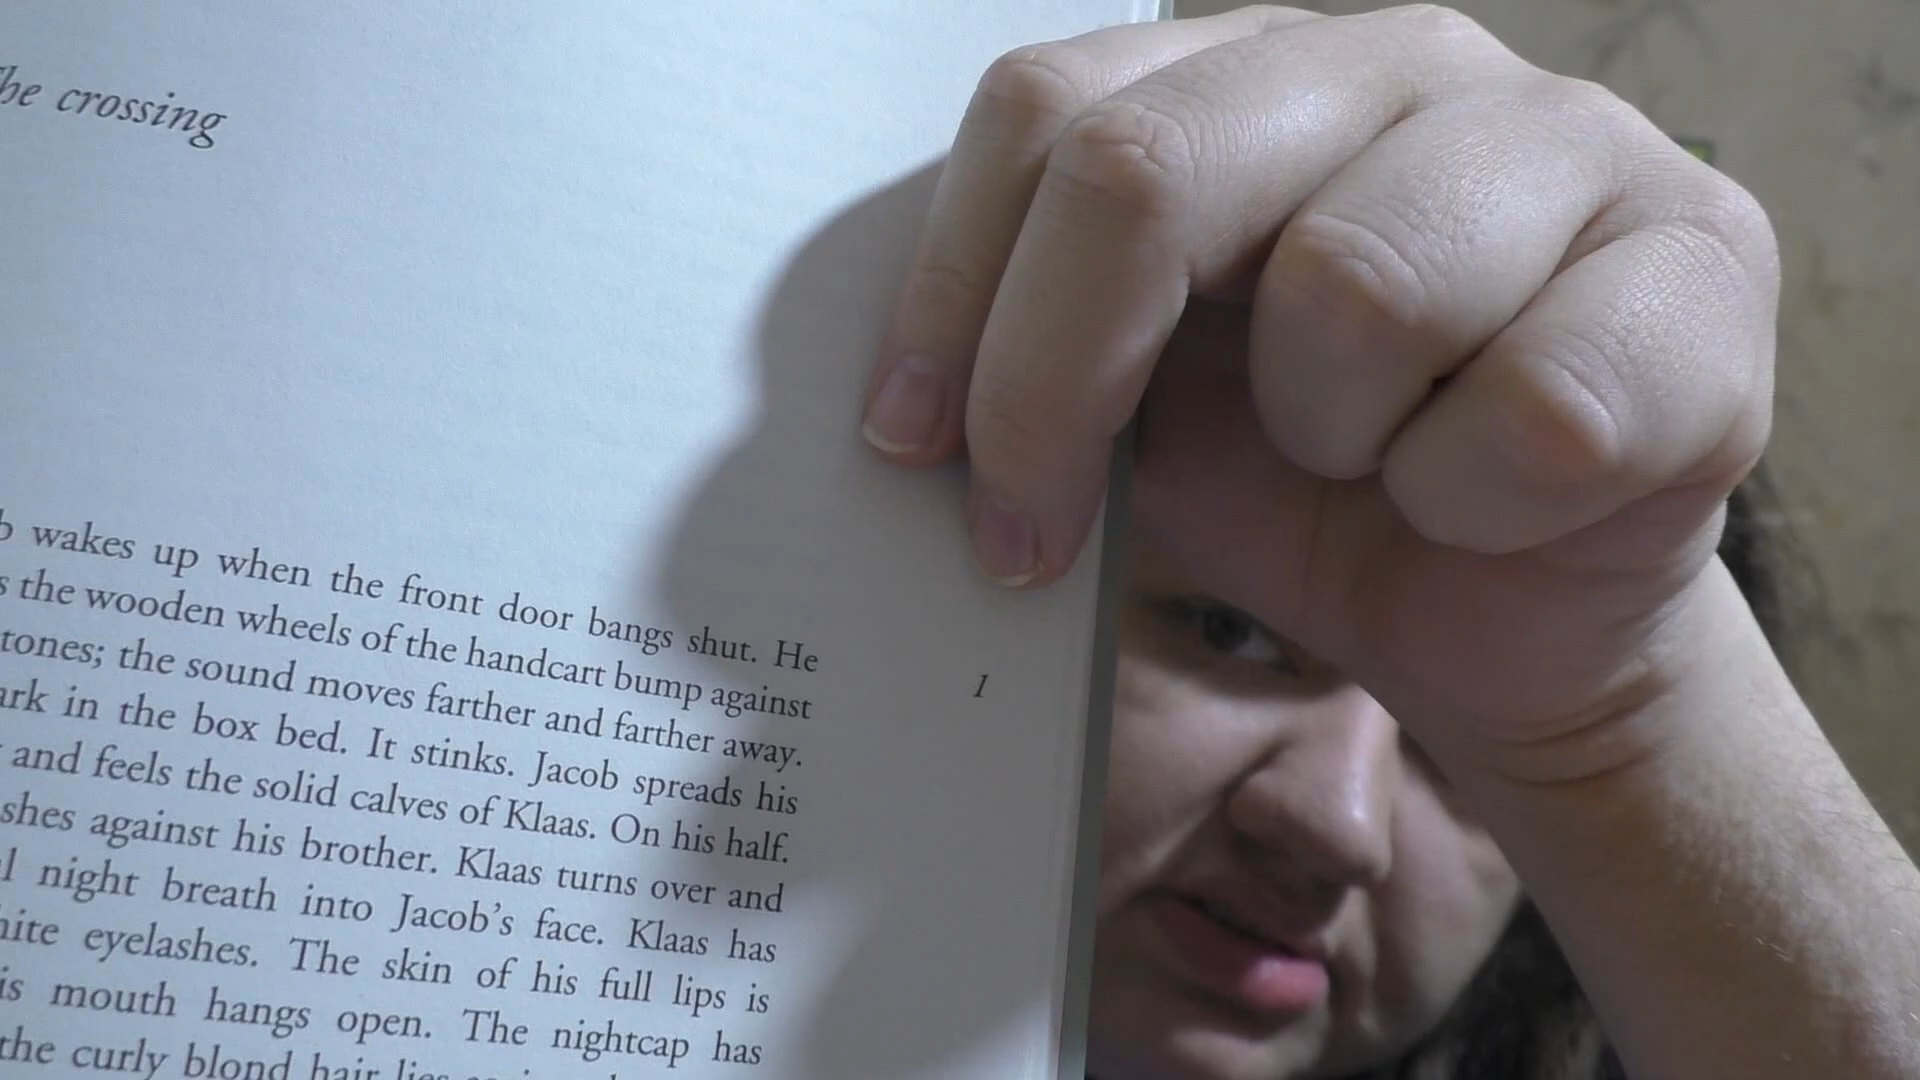 The crossing
wakes up when the front door bangs shut. He
the wooden wheels of the handcart bump against
tones; the sound moves farther and farther away.
ark in the box bed. It stinks. Jacob spreads his
and feels the solid calves of Klaas. On his half.
shes against his brother. Klaas turns over and
l night breath into Jacob's face. Klaas has
hite eyelashes. The skin of his full lips is
is mouth hangs open. The nightcap has
the curly blond hair lies
1